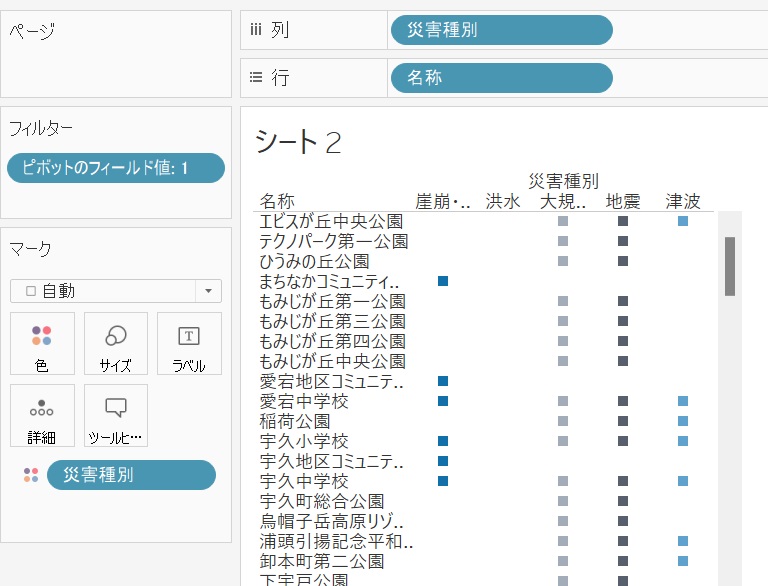 ページ
列
災害種別
行
名称
フィルター
ピボットのフィールド値: 1
マーク
自動
色
サイズ
ラベル
詳細
ツールヒ…
災害種別
シート 2
災害種別
名称 崖崩・.. 洪水 大規.. 地震 津波
エビスが丘中央公園
テクノパーク第一公園
ひうみの丘公園
まちなかコミュニティ..
もみじが丘第一公園
もみじが丘第三公園
もみじが丘第四公園
もみじが丘中央公園
愛宕地区コミュニテ..
愛宕中学校
稲荷公園
宇久小学校
宇久地区コミュニテ..
宇久中学校
宇久町総合公園
烏帽子岳高原リゾ..
浦頭引揚記念平和..
卸本町第二公園
下宇戸公園